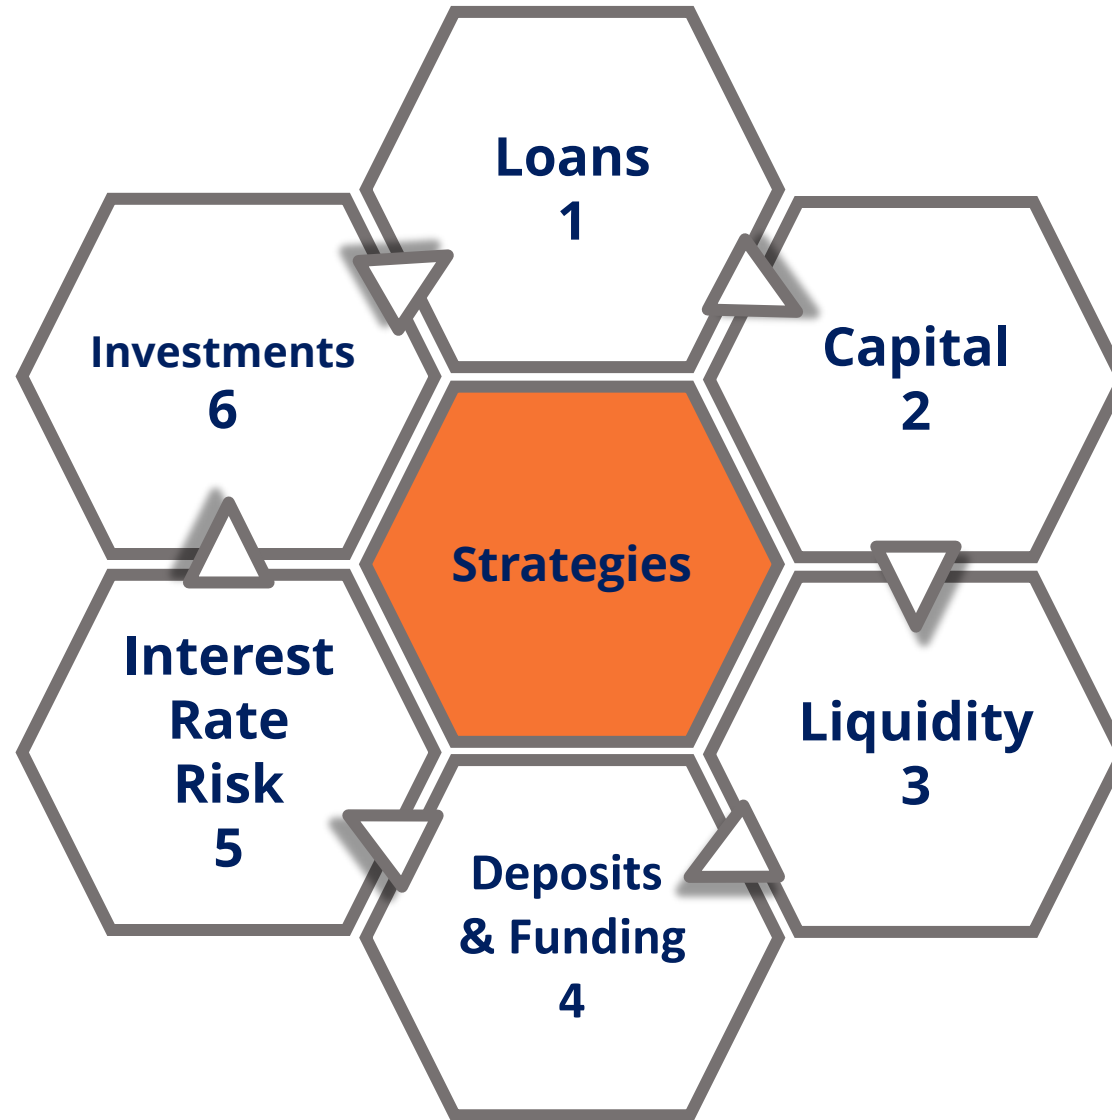 Loans
1
Capital
2
Liquidity
3
Deposits
& Funding
4
Interest
Rate
Risk
5
Investments
6
Strategies